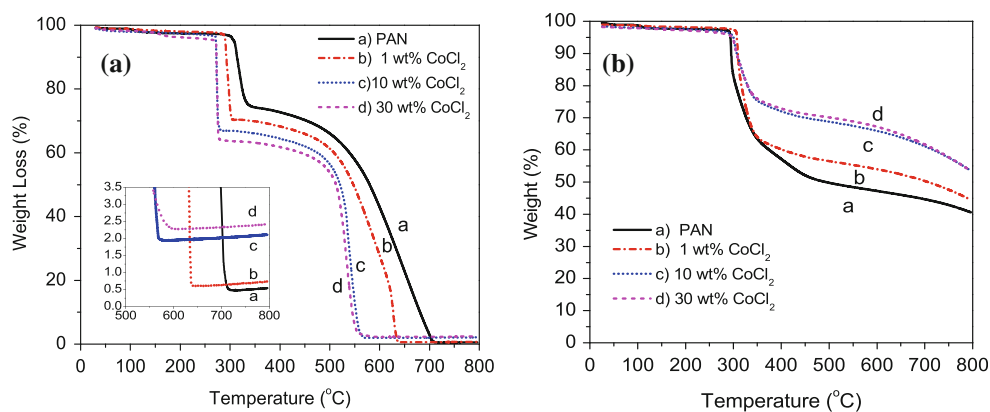 (a)
a) PAN
b) 1 wt% CoCl2
c)10 wt% CoCl2
d) 30 wt% CoCl2
Weight Loss (%)
100
80
60
40
20
0
0 100 200 300 400 500 600 700 800
Temperature (°C)
a
b
c
d
3.5
3.0
2.5
2.0
1.5
1.0
0.5
0.0
500 600 700 800
d
c
b
a
(b)
Weight (%)
100
90
80
70
60
50
40
30
20
10
0
d
c
b
a
a) PAN
b) 1 wt% CoCl2
c) 10 wt% CoCl2
d) 30 wt% CoCl2
0 100 200 300 400 500 600 700 800
Temperature (°C)